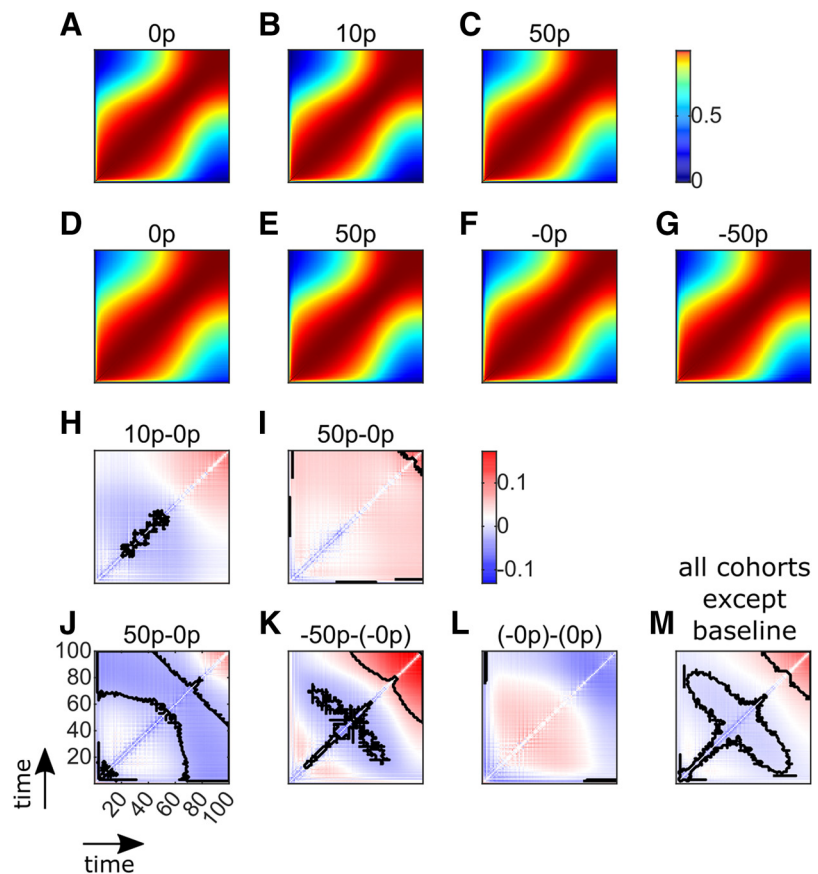 A
0p
B
10p
C
50p
0.5
0
D
0p
E
50p
F
-0p
G
-50p
H
10p-0p
I
50p-0p
0.1
0
-0.1
all cohorts
except
baseline
J
50p-0p
K
-50p-(-0p)
L
(-0p)-(0p)
M
100
80
60
40
20
20
40
60
80
100
time
time